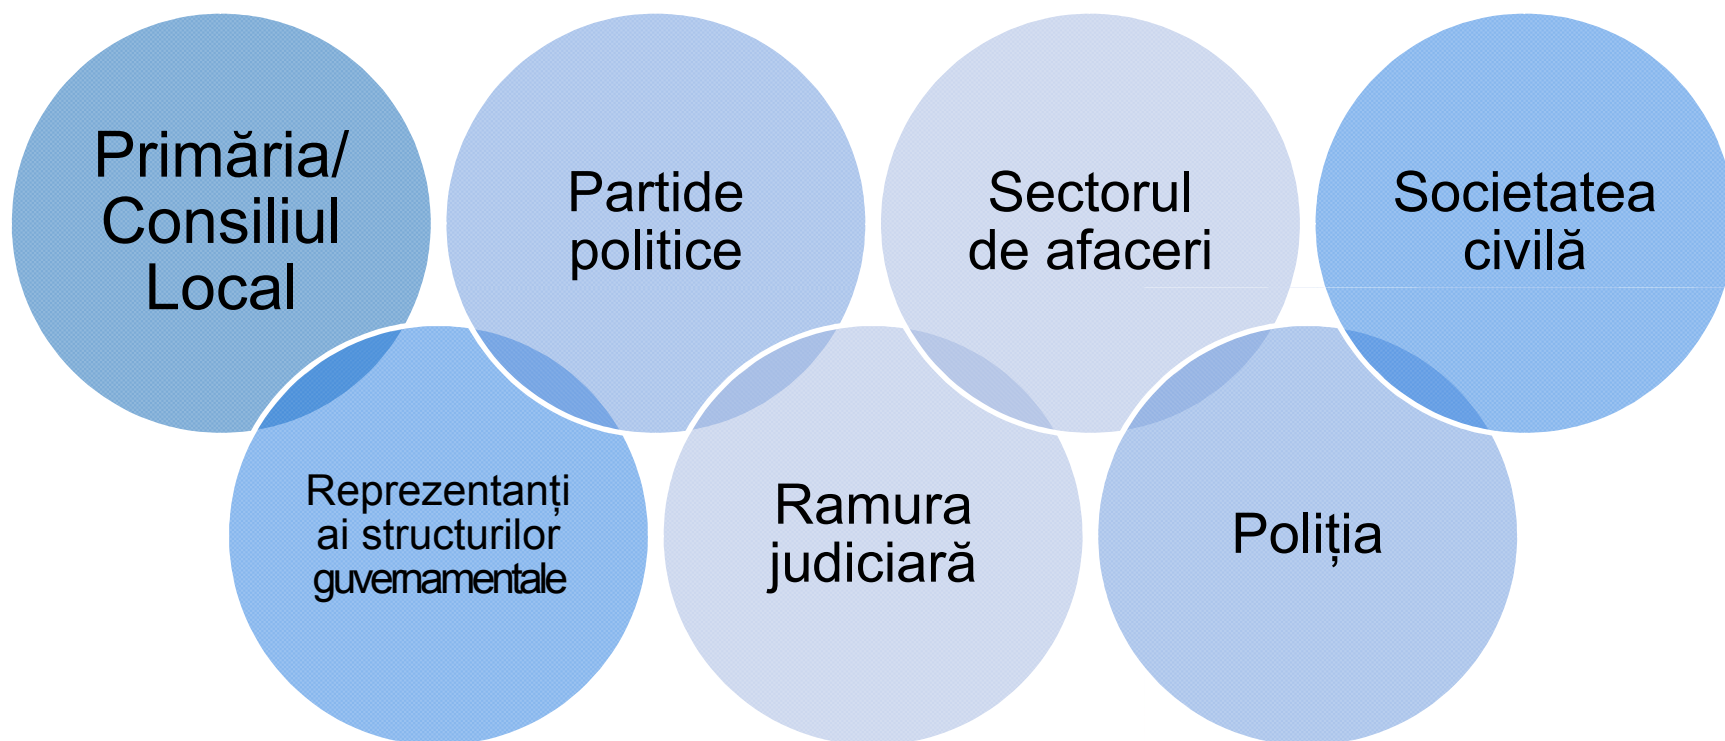 Primăria/
Consiliul
Local
Partide
politice
Sectorul
de afaceri
Societatea
civilă
Reprezentanți
ai structurilor
guvernamentale
Ramura
judiciară
Poliția